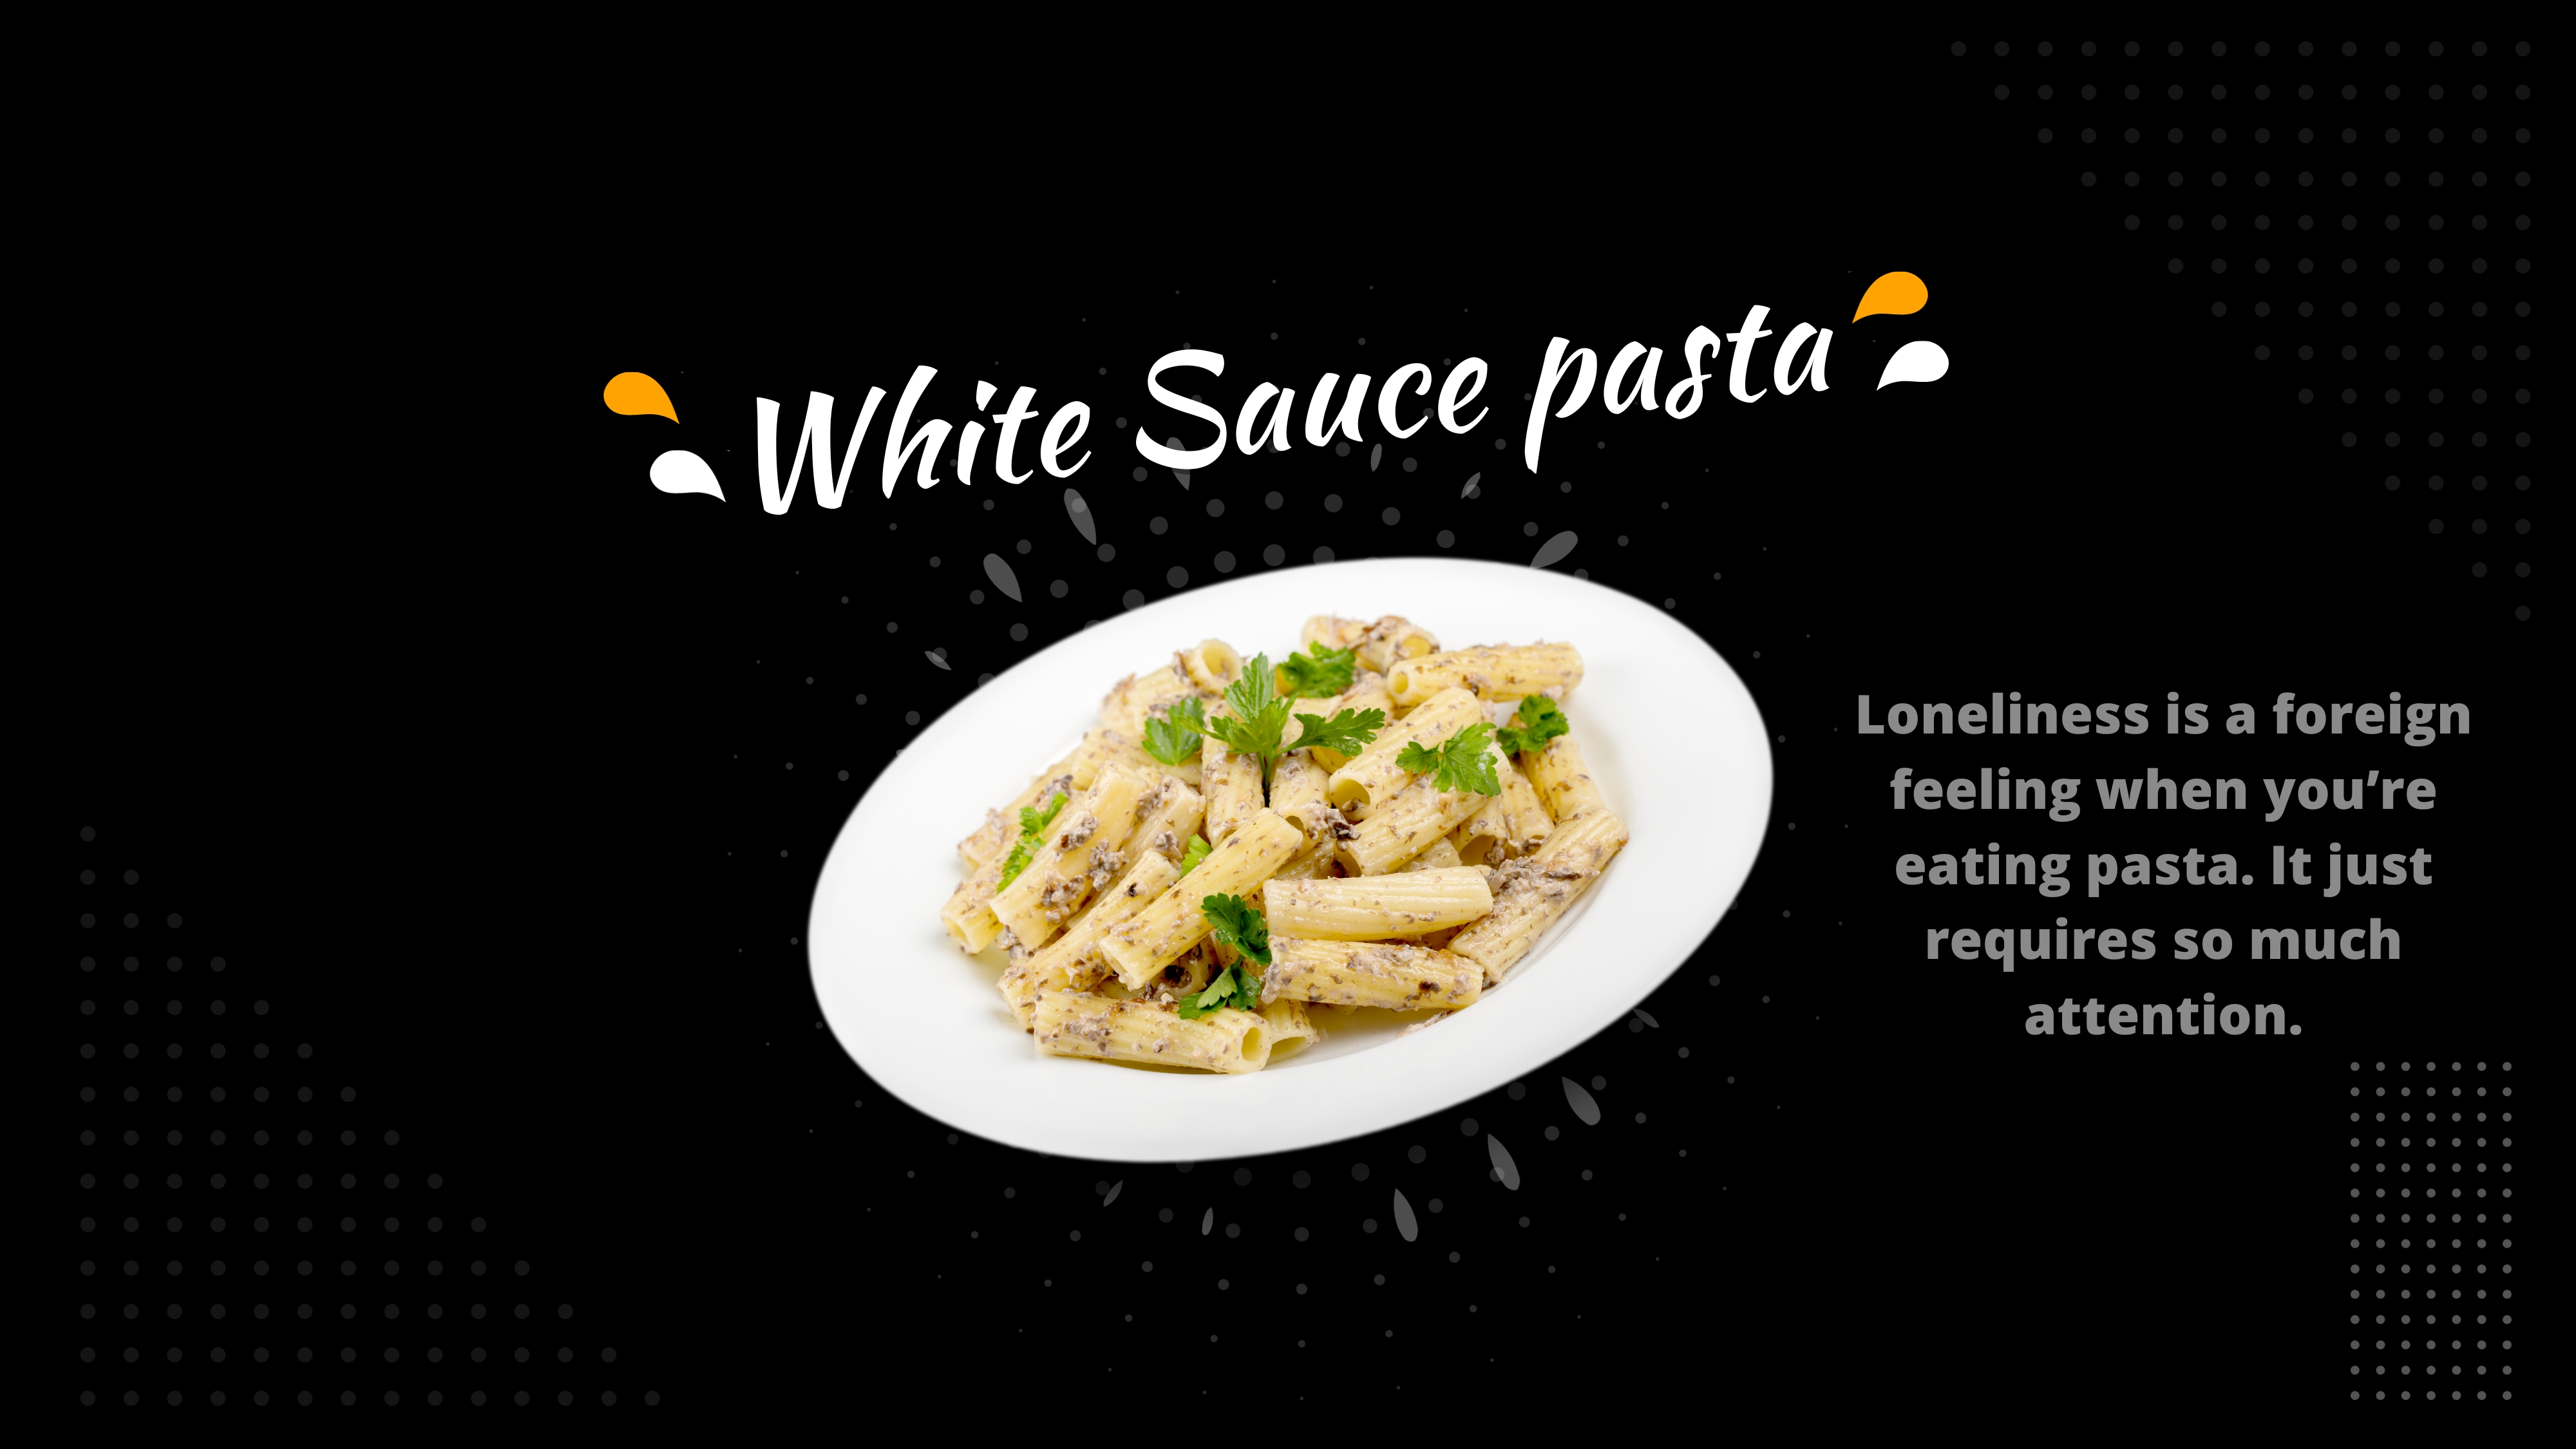 White Sauce pasta
Loneliness is a foreign
feeling when you’re
eating pasta. It just
requires so much
attention.